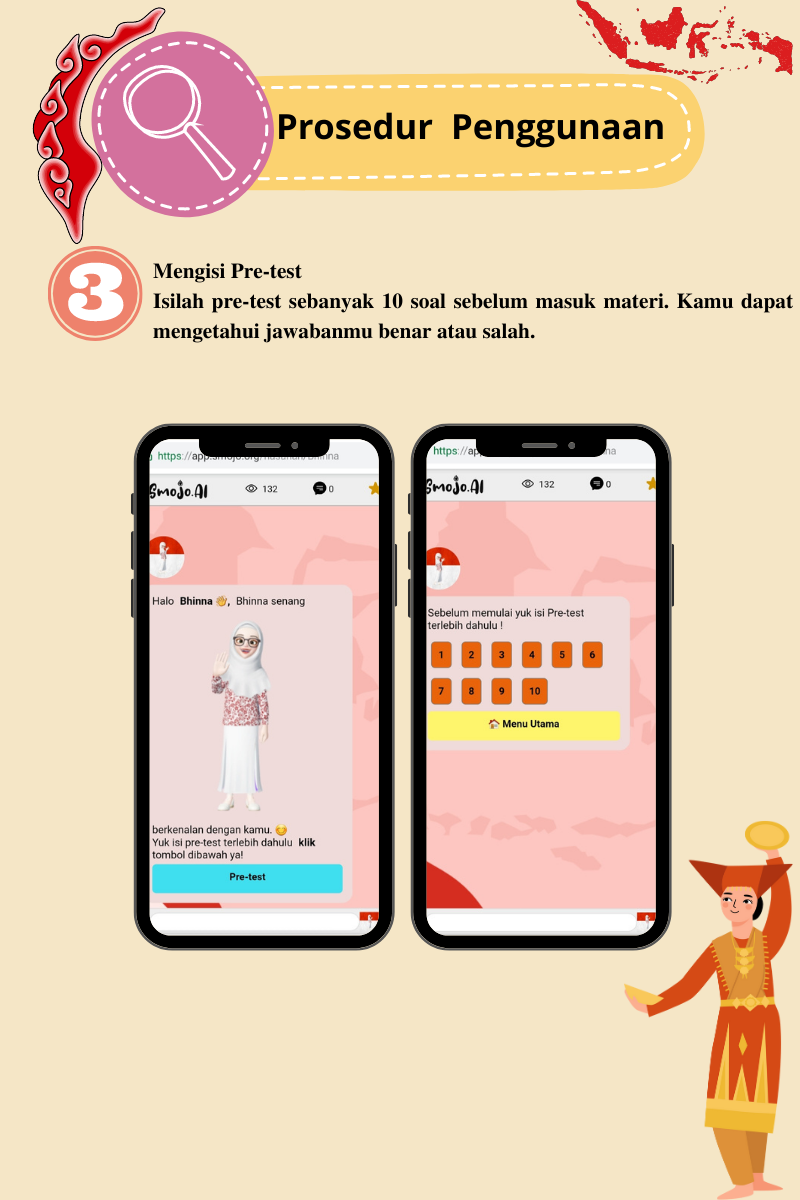 Prosedur Penggunaan
3
Mengisi Pre-test
Isilah pre-test sebanyak 10 soal sebelum masuk materi. Kamu dapat
mengetahui jawabanmu benar atau salah.
https://app.smojo.org/
Smojo.AI 132 0
Halo Bhinna 👋, Bhinna senang
berkenalan dengan kamu. 😊
Yuk isi pre-test terlebih dahulu klik
tombol dibawah ya!
Pre-test
https://
Smojo.AI 132 0
Sebelum memulai yuk isi Pre-test
terlebih dahulu !
1 2 3 4 5 6
7 8 9 10
🏠 Menu Utama